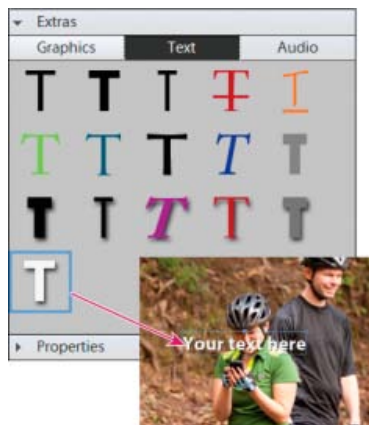 Extras
Graphics Text Audio
T T T T T
T T T T T
T T T T T
T
Properties
Your text here